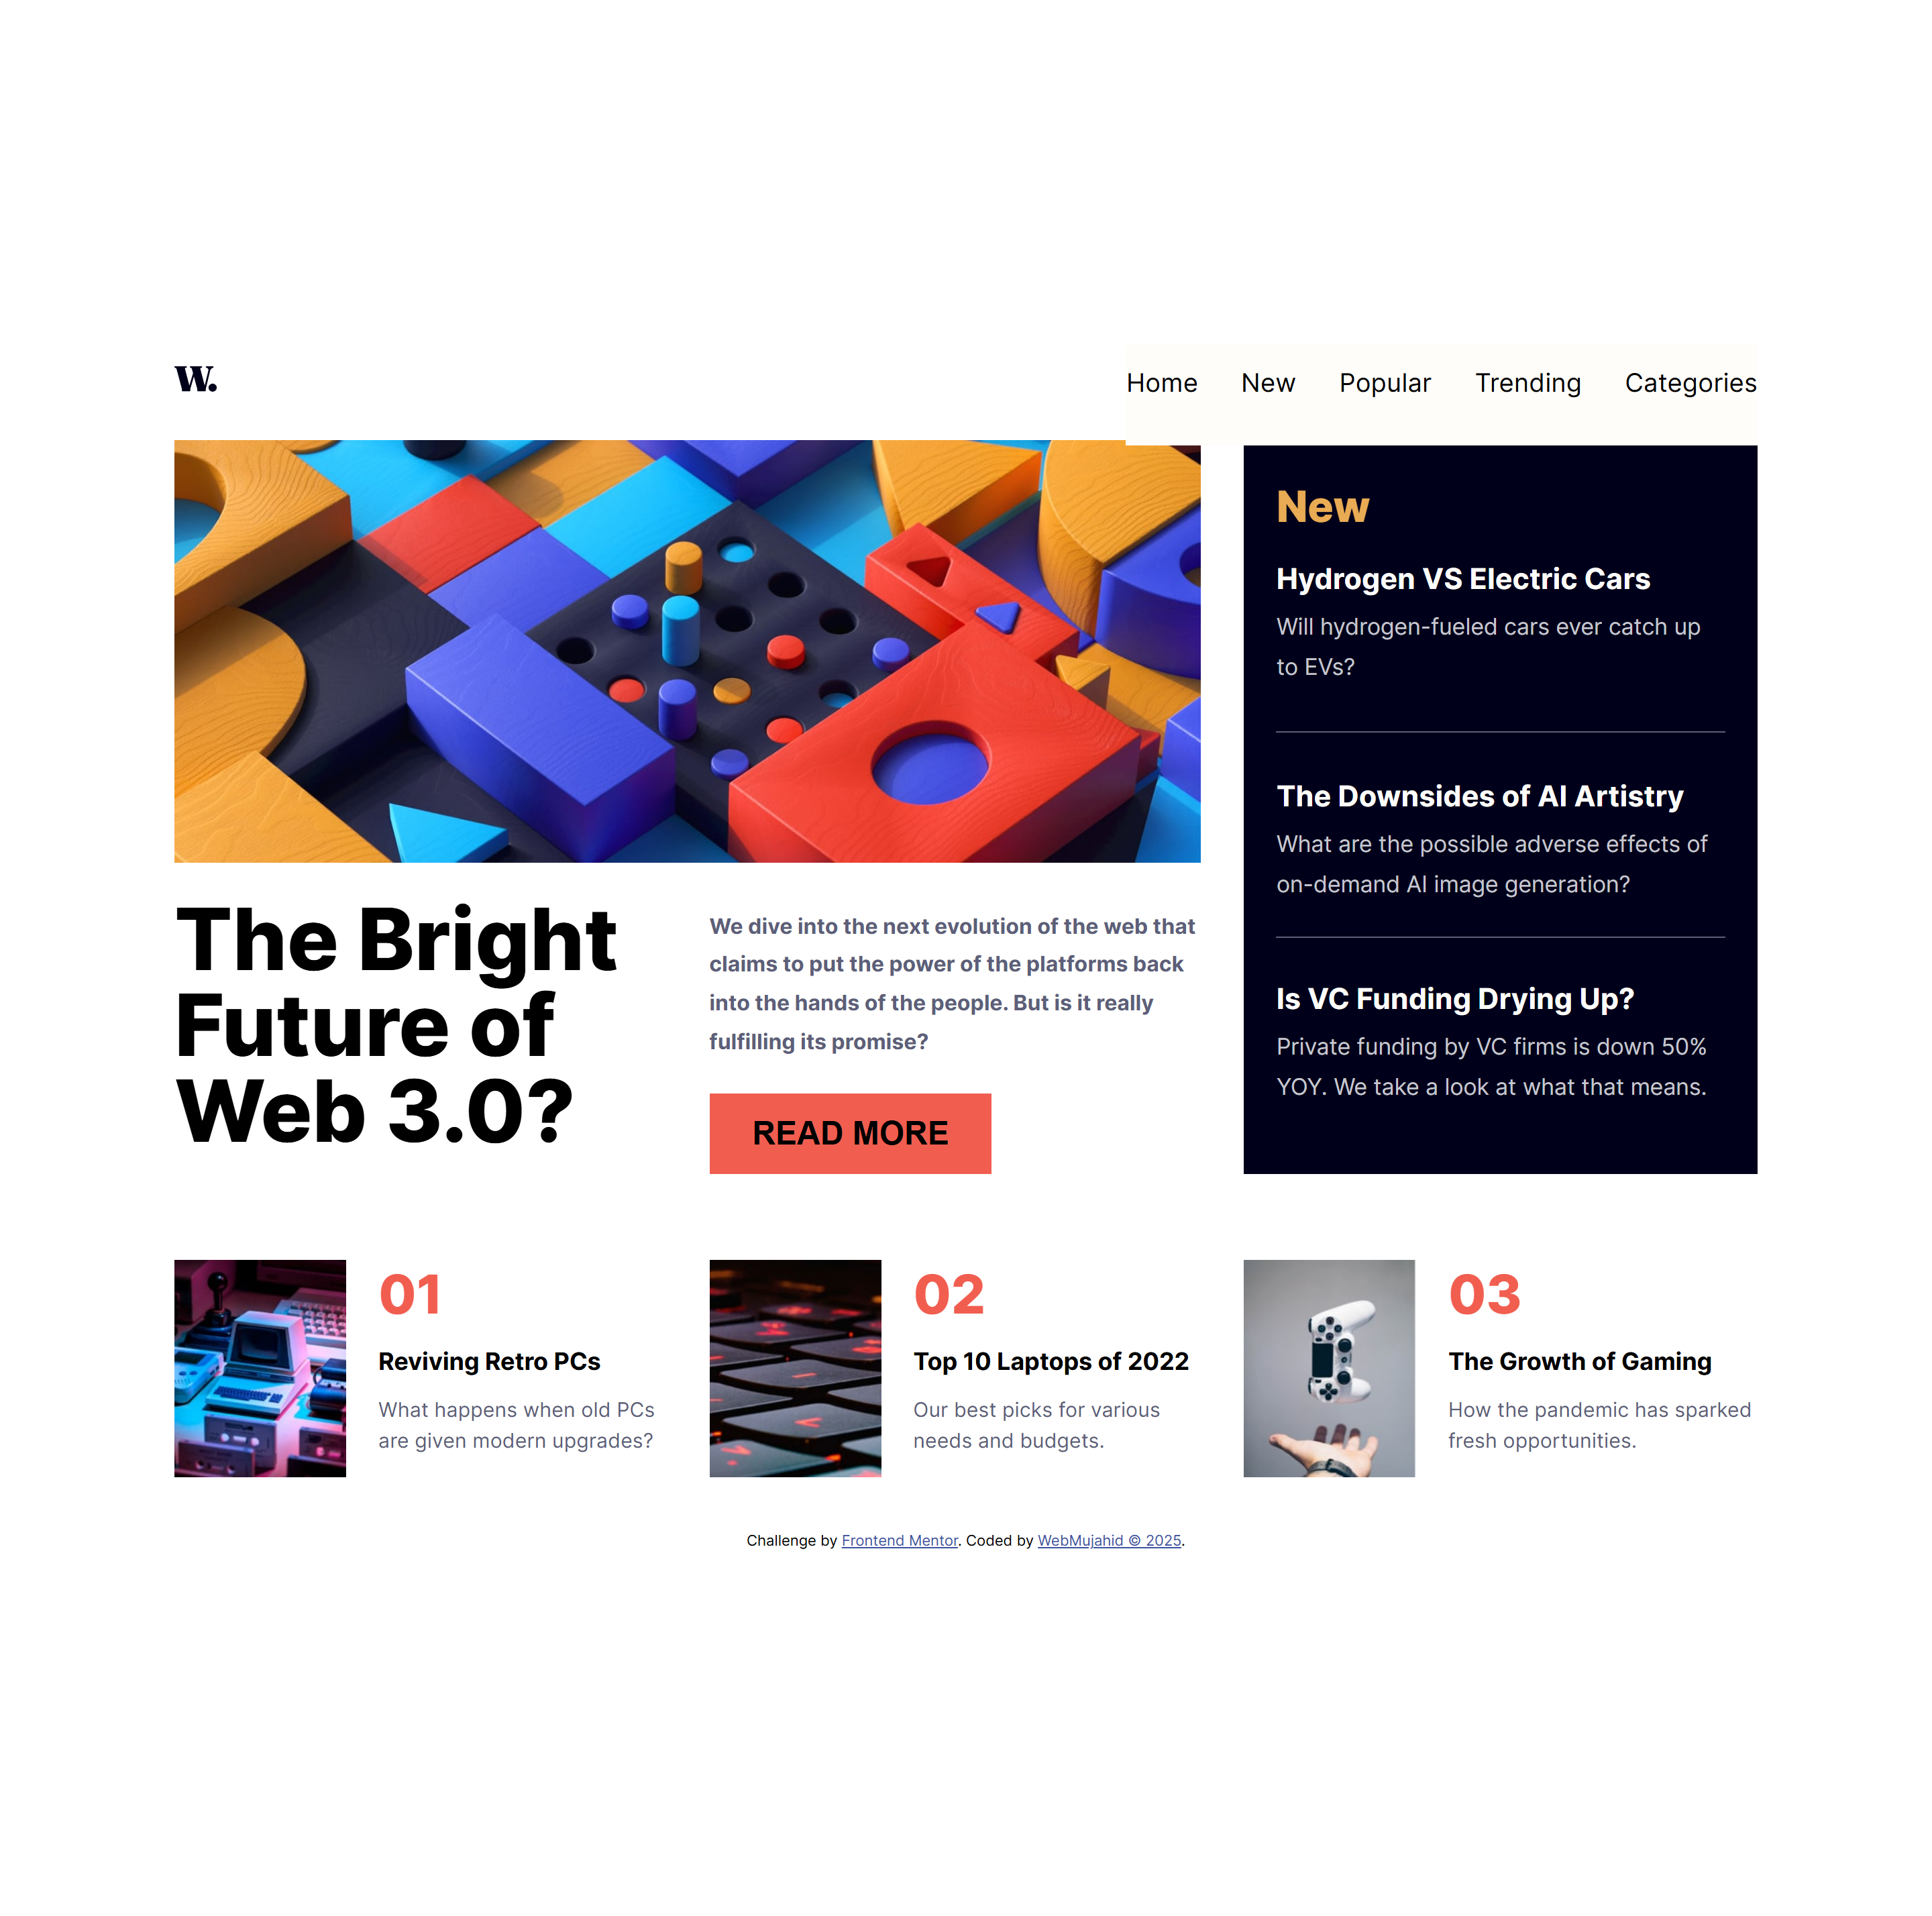 W.
Home New Popular Trending Categories
The Bright
Future of
Web 3.0?
We dive into the next evolution of the web that
claims to put the power of the platforms back
into the hands of the people. But is it really
fulfilling its promise?
READ MORE
New
Hydrogen VS Electric Cars
Will hydrogen-fueled cars ever catch up
to EVs?
The Downsides of AI Artistry
What are the possible adverse effects of
on-demand AI image generation?
Is VC Funding Drying Up?
Private funding by VC firms is down 50%
YOY. We take a look at what that means.
01
Reviving Retro PCs
What happens when old PCs
are given modern upgrades?
02
Top 10 Laptops of 2022
Our best picks for various
needs and budgets.
03
The Growth of Gaming
How the pandemic has sparked
fresh opportunities.
Challenge by Frontend Mentor. Coded by WebMujahid © 2025.